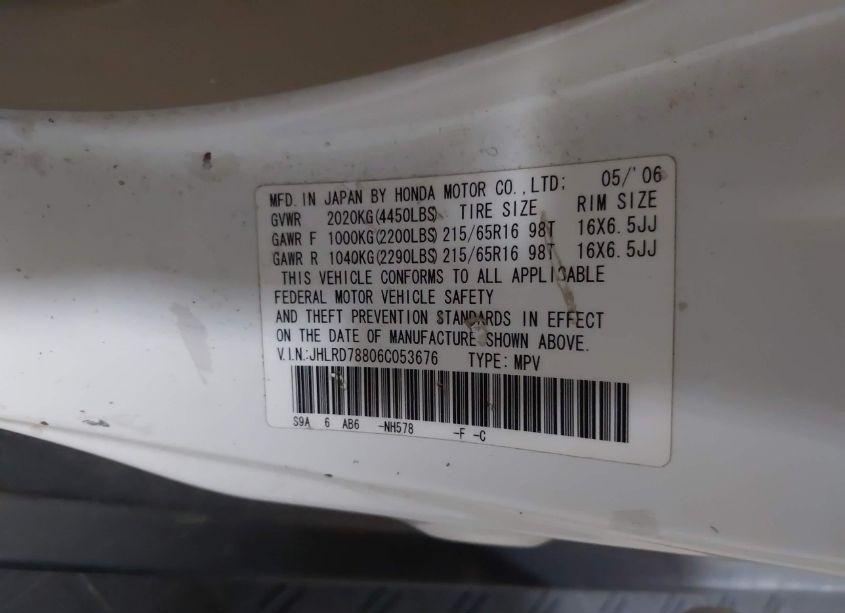 MFD. IN JAPAN BY HONDA MOTOR CO., LTD: 05/'06
GVWR 2020KG(4450LBS) TIRE SIZE RIM SIZE
GAWR F 1000KG(2200LBS) 215/65R16 98T 16X6.5JJ
GAWR R 1040KG(2290LBS) 215/65R16 98T 16X6.5JJ
THIS VEHICLE CONFORMS TO ALL APPLICABLE
FEDERAL MOTOR VEHICLE SAFETY
AND THEFT PREVENTION STANDARDS IN EFFECT
ON THE DATE OF MANUFACTURE SHOWN ABOVE.
V.I.N.:JHLRD78806C053676 TYPE: MPV
S9A 6 AB6 -NH578 -F -C